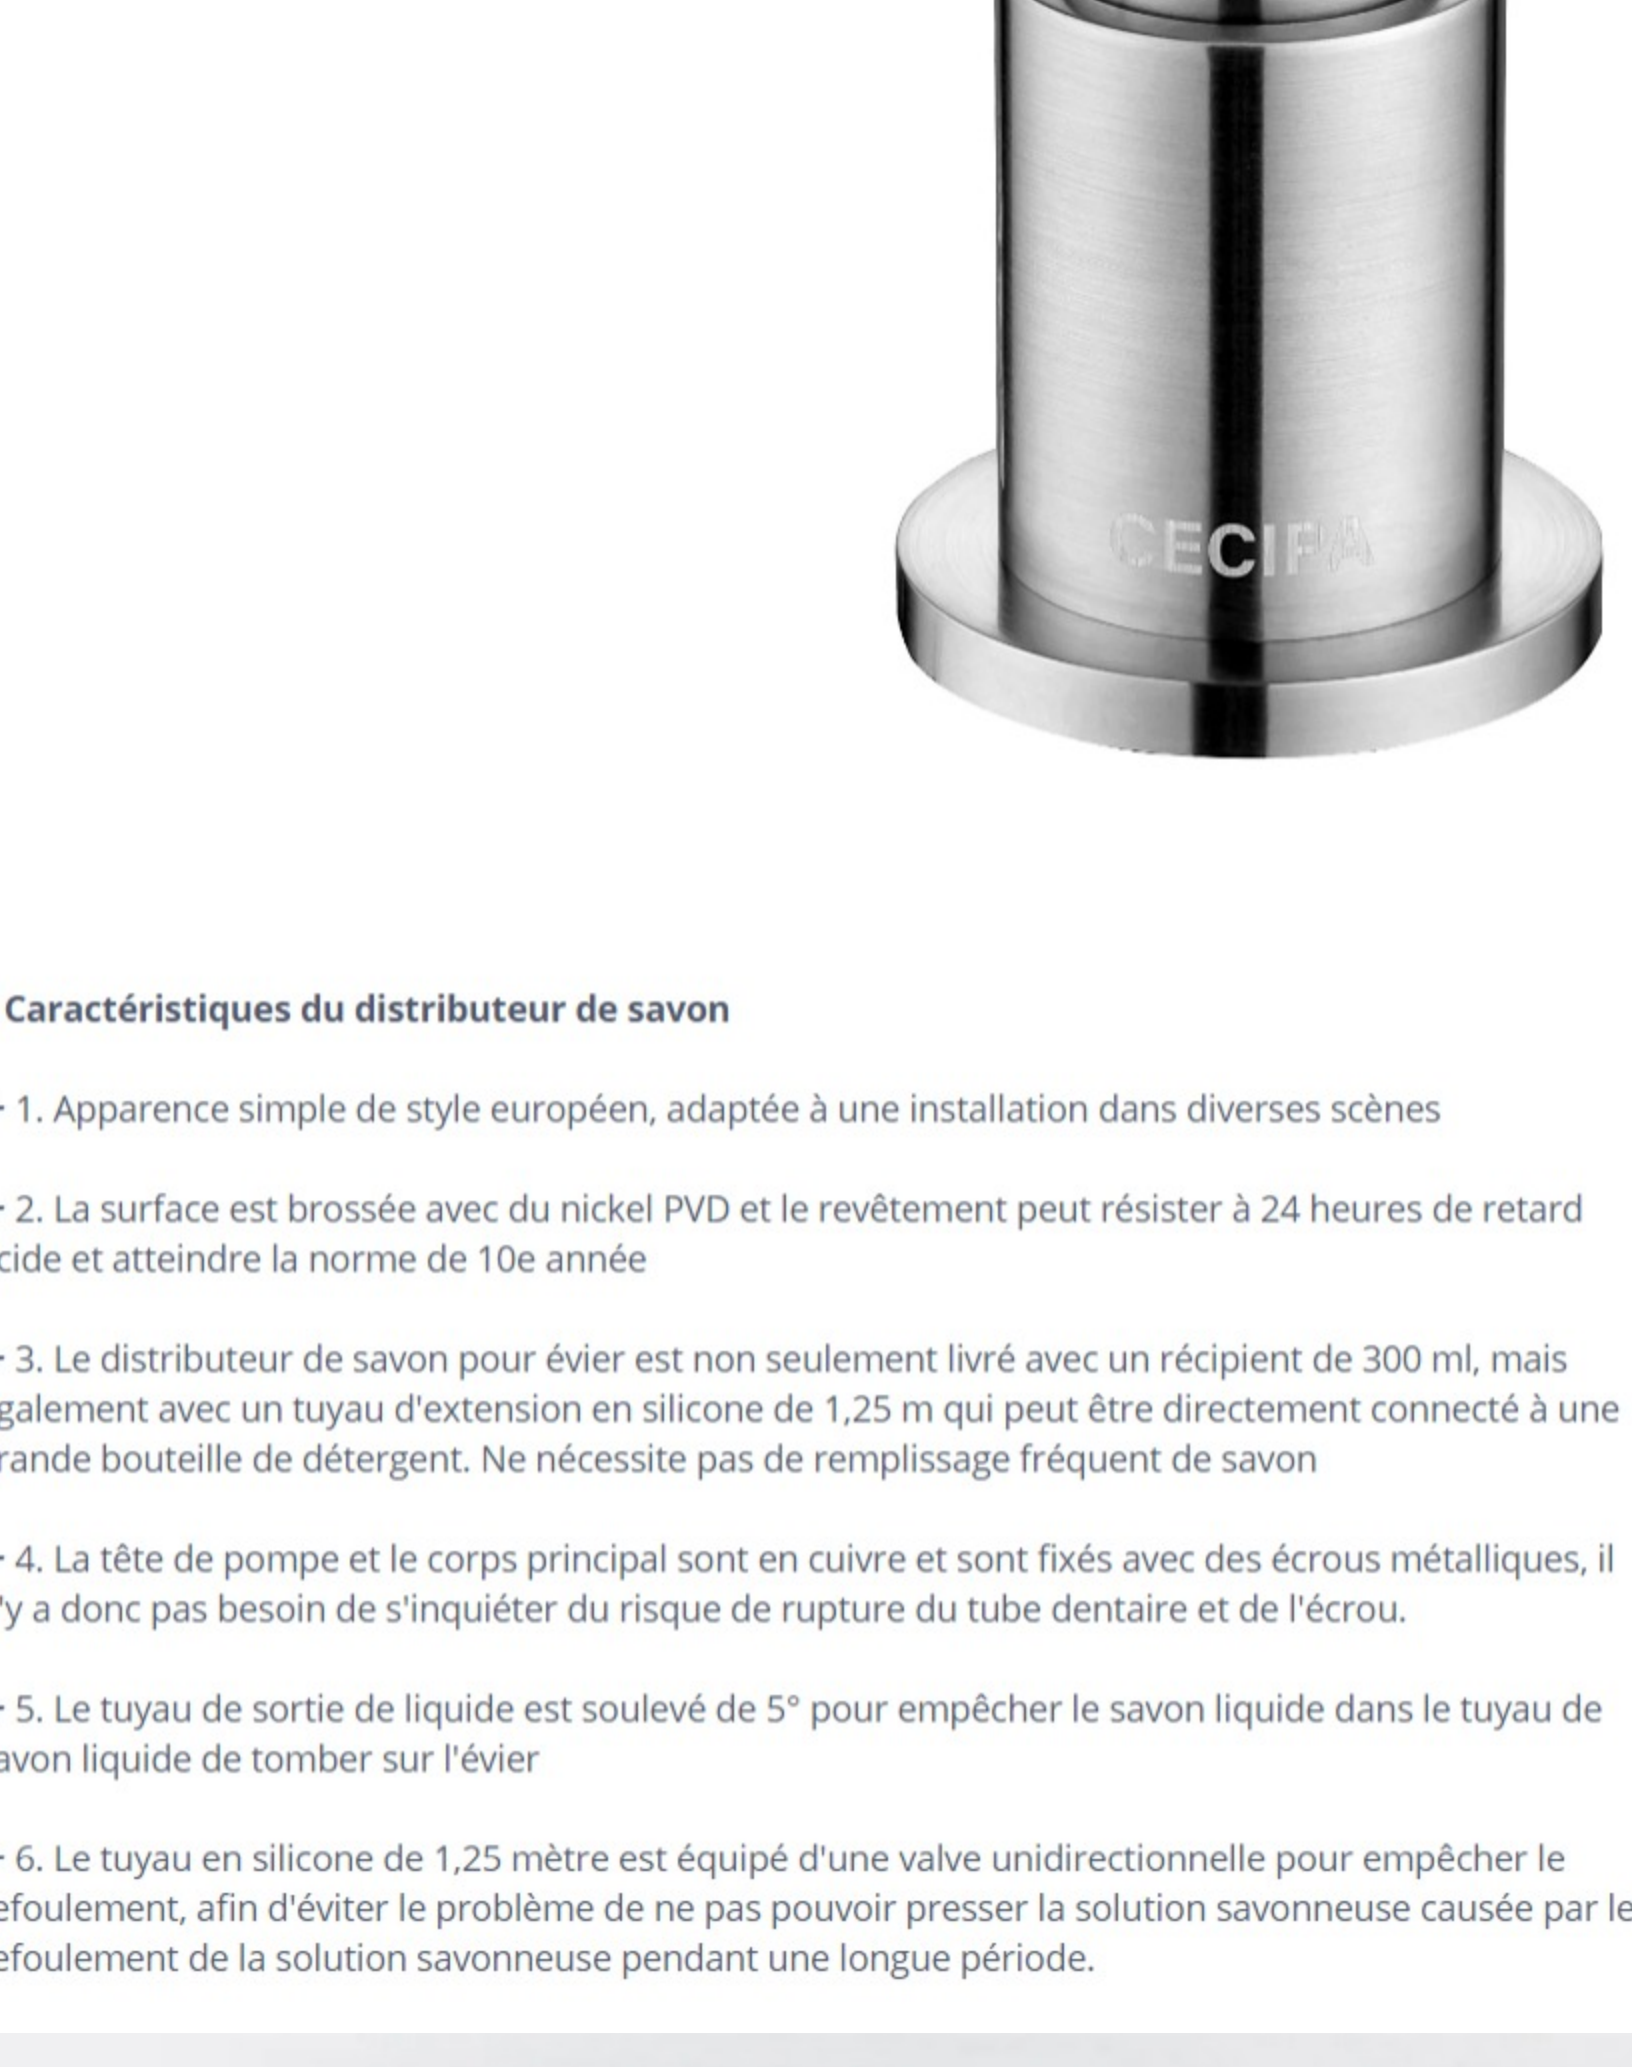 CECIPA
Caractéristiques du distributeur de savon
· 1. Apparence simple de style européen, adaptée à une installation dans diverses scènes
· 2. La surface est brossée avec du nickel PVD et le revêtement peut résister à 24 heures de retard
cide et atteindre la norme de 10e année
· 3. Le distributeur de savon pour évier est non seulement livré avec un récipient de 300 ml, mais
galement avec un tuyau d'extension en silicone de 1,25 m qui peut être directement connecté à une
rande bouteille de détergent. Ne nécessite pas de remplissage fréquent de savon
· 4. La tête de pompe et le corps principal sont en cuivre et sont fixés avec des écrous métalliques, il
'y a donc pas besoin de s'inquiéter du risque de rupture du tube dentaire et de l'écrou.
· 5. Le tuyau de sortie de liquide est soulevé de 5° pour empêcher le savon liquide dans le tuyau de
avon liquide de tomber sur l'évier
· 6. Le tuyau en silicone de 1,25 mètre est équipé d'une valve unidirectionnelle pour empêcher le
efoulement, afin d'éviter le problème de ne pas pouvoir presser la solution savonneuse causée par le
efoulement de la solution savonneuse pendant une longue période.